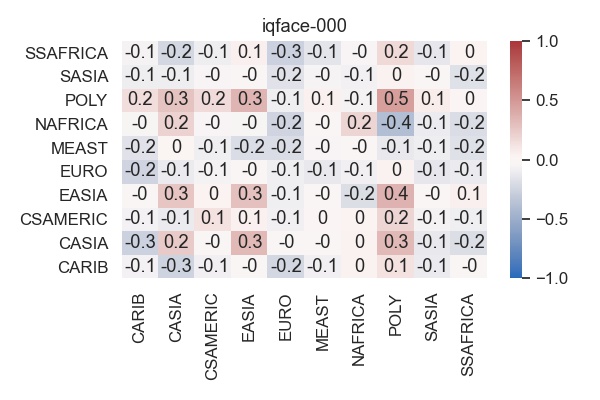 iqface-000
SSAFRICA -0.1 -0.2 -0.1 0.1 -0.3 -0.1 -0 0.2 -0.1 0
SASIA -0.1 -0.1 -0 -0 -0.2 -0 -0.1 0 -0 -0.2
POLY 0.2 0.3 0.2 0.3 -0.1 0.1 -0.1 0.5 0.1 0
NAFRICA -0 0.2 -0 -0 -0.2 -0 0.2 -0.4 -0.1 -0.2
MEAST -0.2 0 -0.1 -0.2 -0.2 -0 -0 -0.1 -0.1 -0.2
EURO -0.2 -0.1 -0.1 -0 -0.1 -0.1 -0.1 0 -0.1 -0.1
EASIA -0 0.3 0 0.3 -0.1 -0 -0.2 0.4 -0 0.1
CSAMERIC -0.1 -0.1 0.1 0.1 -0.1 0 0 0.2 -0.1 -0.1
CASIA -0.3 0.2 -0 0.3 -0 -0 0 0.3 -0.1 -0.2
CARIB -0.1 -0.3 -0.1 -0 -0.2 -0.1 0 0.1 -0.1 -0
CARIB CASIA CSAMERIC EASIA EURO MEAST NAFRICA POLY SASIA SSAFRICA
1.0
0.5
0.0
−0.5
−1.0